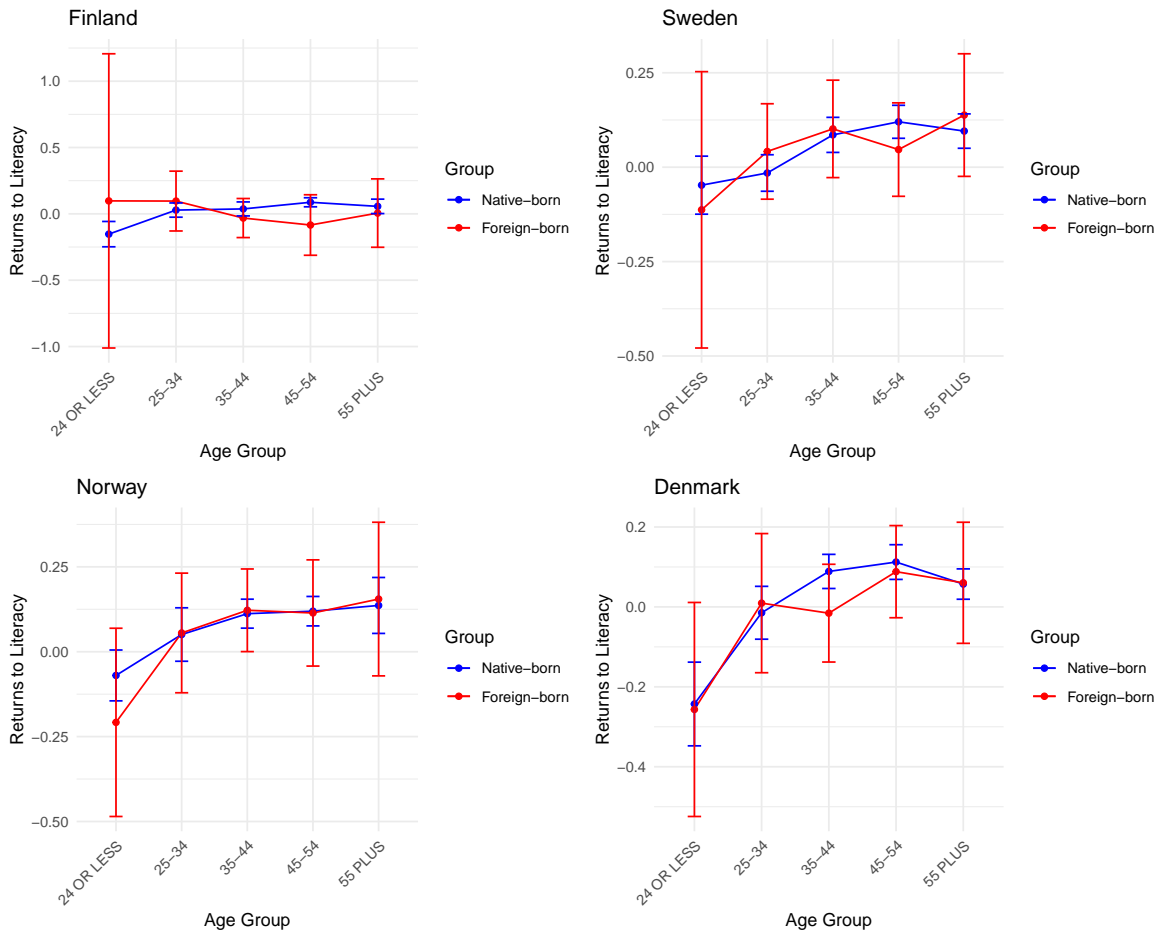 Finland
Returns to Literacy
1.0
0.5
0.0
−0.5
−1.0
24 OR LESS
25−34
35−44
45−54
55 PLUS
Age Group
Group
Native−born
Foreign−born
Sweden
Returns to Literacy
0.25
0.00
−0.25
−0.50
24 OR LESS
25−34
35−44
45−54
55 PLUS
Age Group
Group
Native−born
Foreign−born
Norway
Returns to Literacy
0.25
0.00
−0.25
−0.50
24 OR LESS
25−34
35−44
45−54
55 PLUS
Age Group
Group
Native−born
Foreign−born
Denmark
Returns to Literacy
0.2
0.0
−0.2
−0.4
24 OR LESS
25−34
35−44
45−54
55 PLUS
Age Group
Group
Native−born
Foreign−born